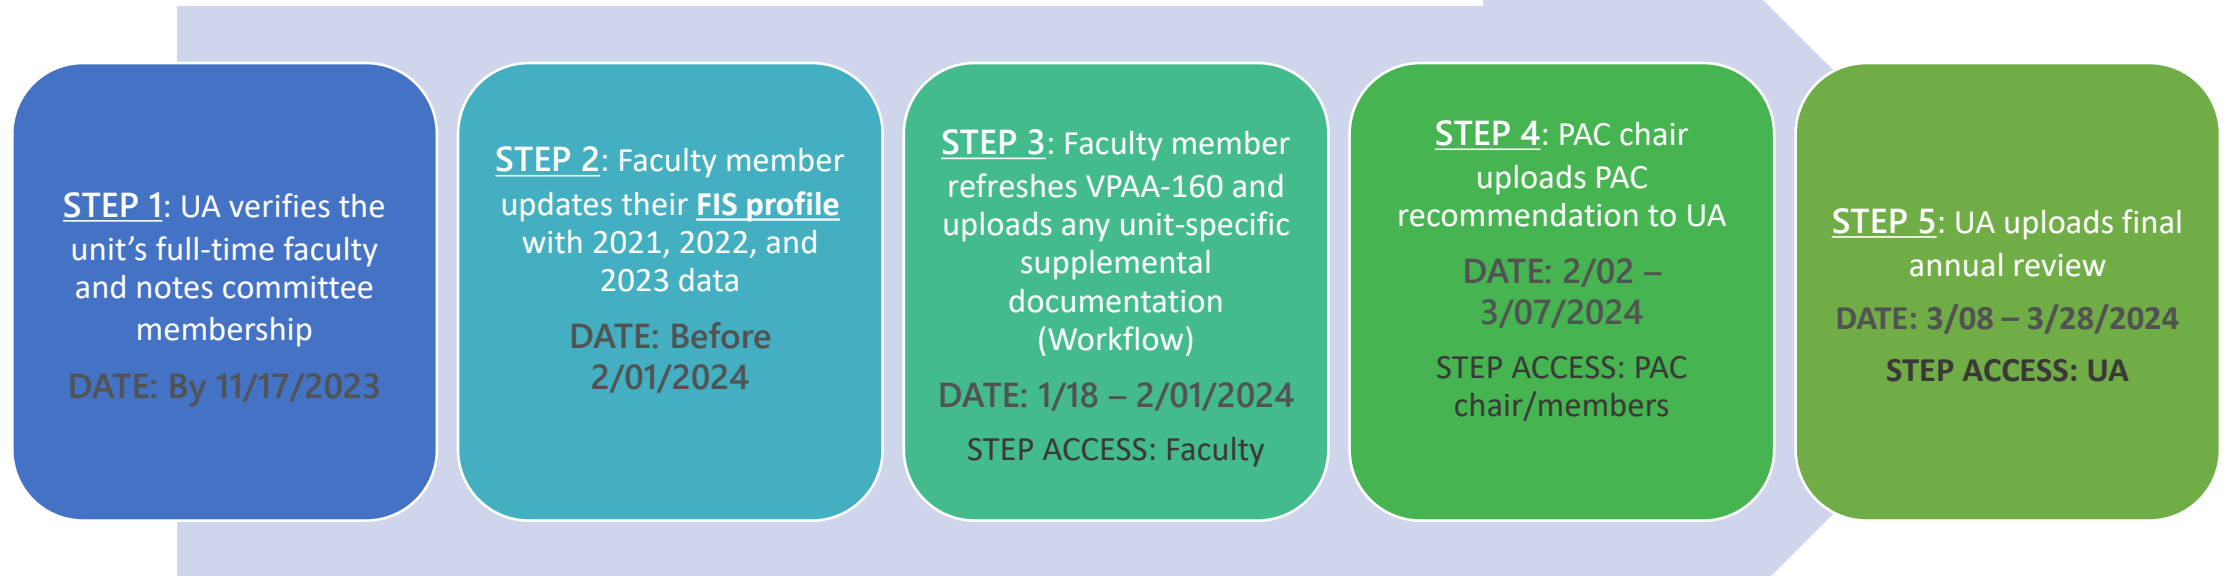 STEP 1: UA verifies the
unit’s full-time faculty
and notes committee
membership
DATE: By 11/17/2023
STEP 2: Faculty member
updates their FIS profile
with 2021, 2022, and
2023 data
DATE: Before
2/01/2024
STEP 3: Faculty member
refreshes VPAA-160 and
uploads any unit-specific
supplemental
documentation
(Workflow)
DATE: 1/18 – 2/01/2024
STEP ACCESS: Faculty
STEP 4: PAC chair
uploads PAC
recommendation to UA
DATE: 2/02 –
3/07/2024
STEP ACCESS: PAC
chair/members
STEP 5: UA uploads final
annual review
DATE: 3/08 – 3/28/2024
STEP ACCESS: UA